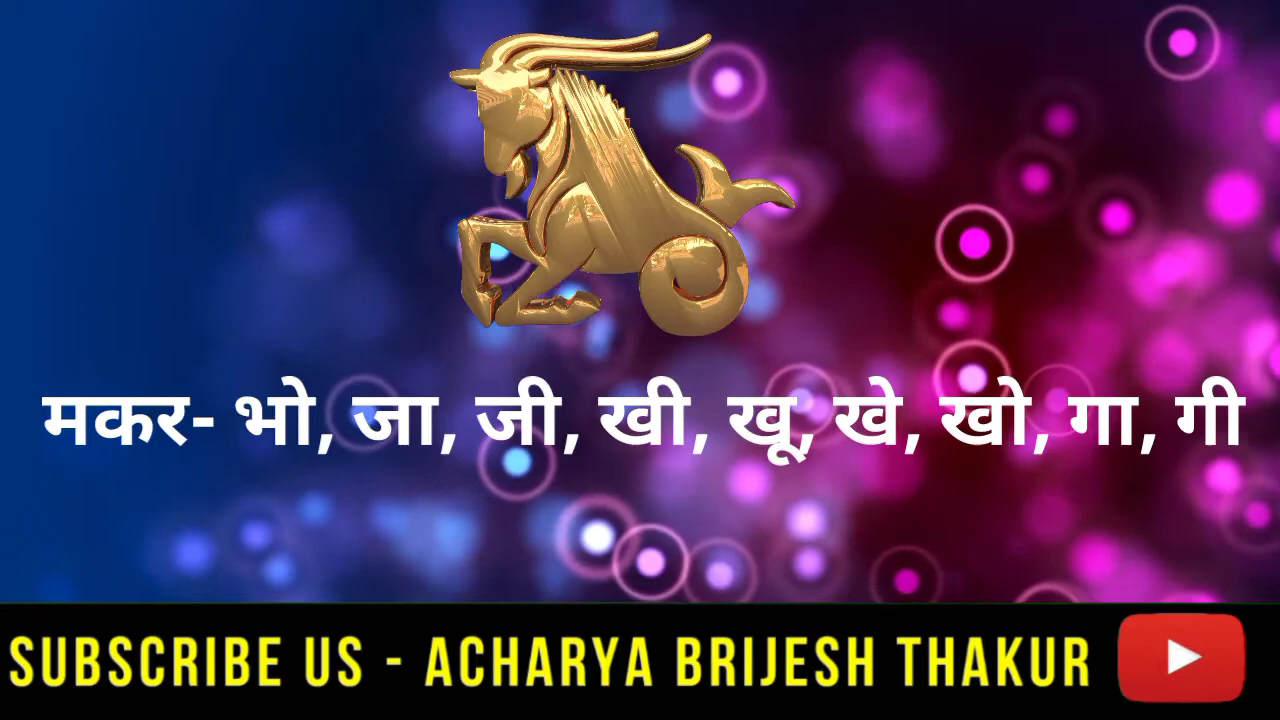 मकर- भो, जा, जी, खी, खू, खे, खो, गा, गी
SUBSCRIBE US - ACHARYA BRIJESH THAKUR